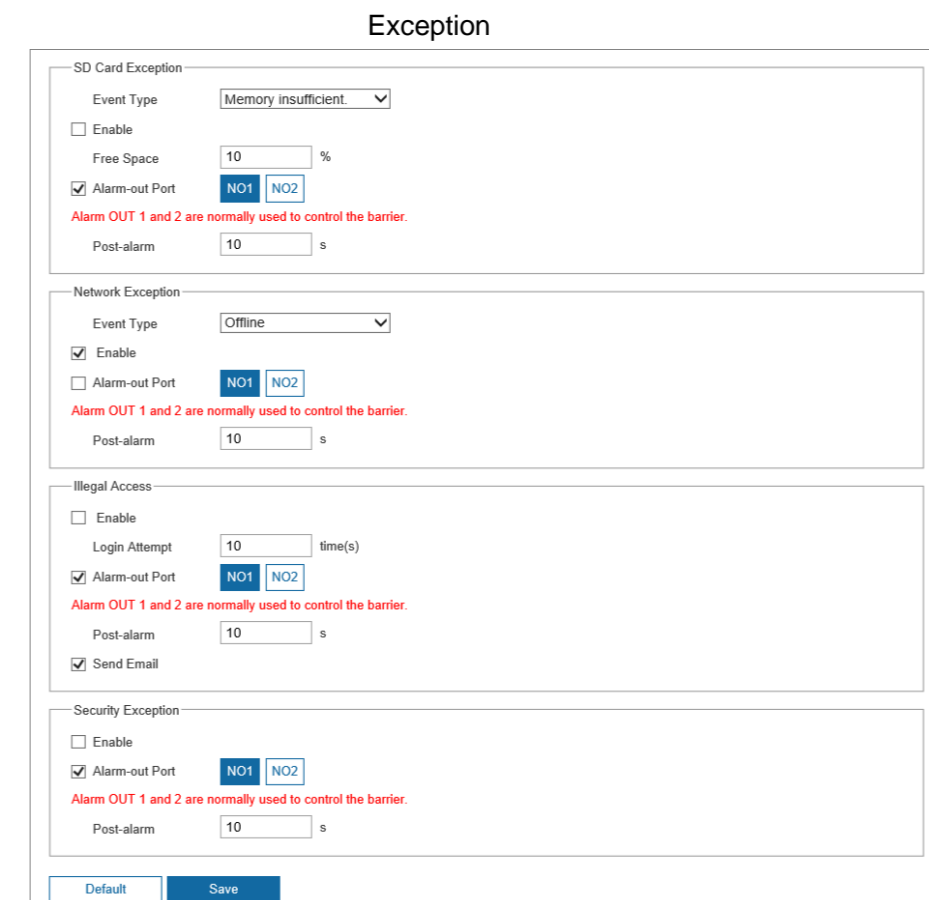 Exception
SD Card Exception
Event Type Memory insufficient.
Enable
Free Space 10 %
Alarm-out Port NO1 NO2
Alarm OUT 1 and 2 are normally used to control the barrier.
Post-alarm 10 s
Network Exception
Event Type Offline
Enable
Alarm-out Port NO1 NO2
Alarm OUT 1 and 2 are normally used to control the barrier.
Post-alarm 10 s
Illegal Access
Enable
Login Attempt 10 time(s)
Alarm-out Port NO1 NO2
Alarm OUT 1 and 2 are normally used to control the barrier.
Post-alarm 10 s
Send Email
Security Exception
Enable
Alarm-out Port NO1 NO2
Alarm OUT 1 and 2 are normally used to control the barrier.
Post-alarm 10 s
Default Save